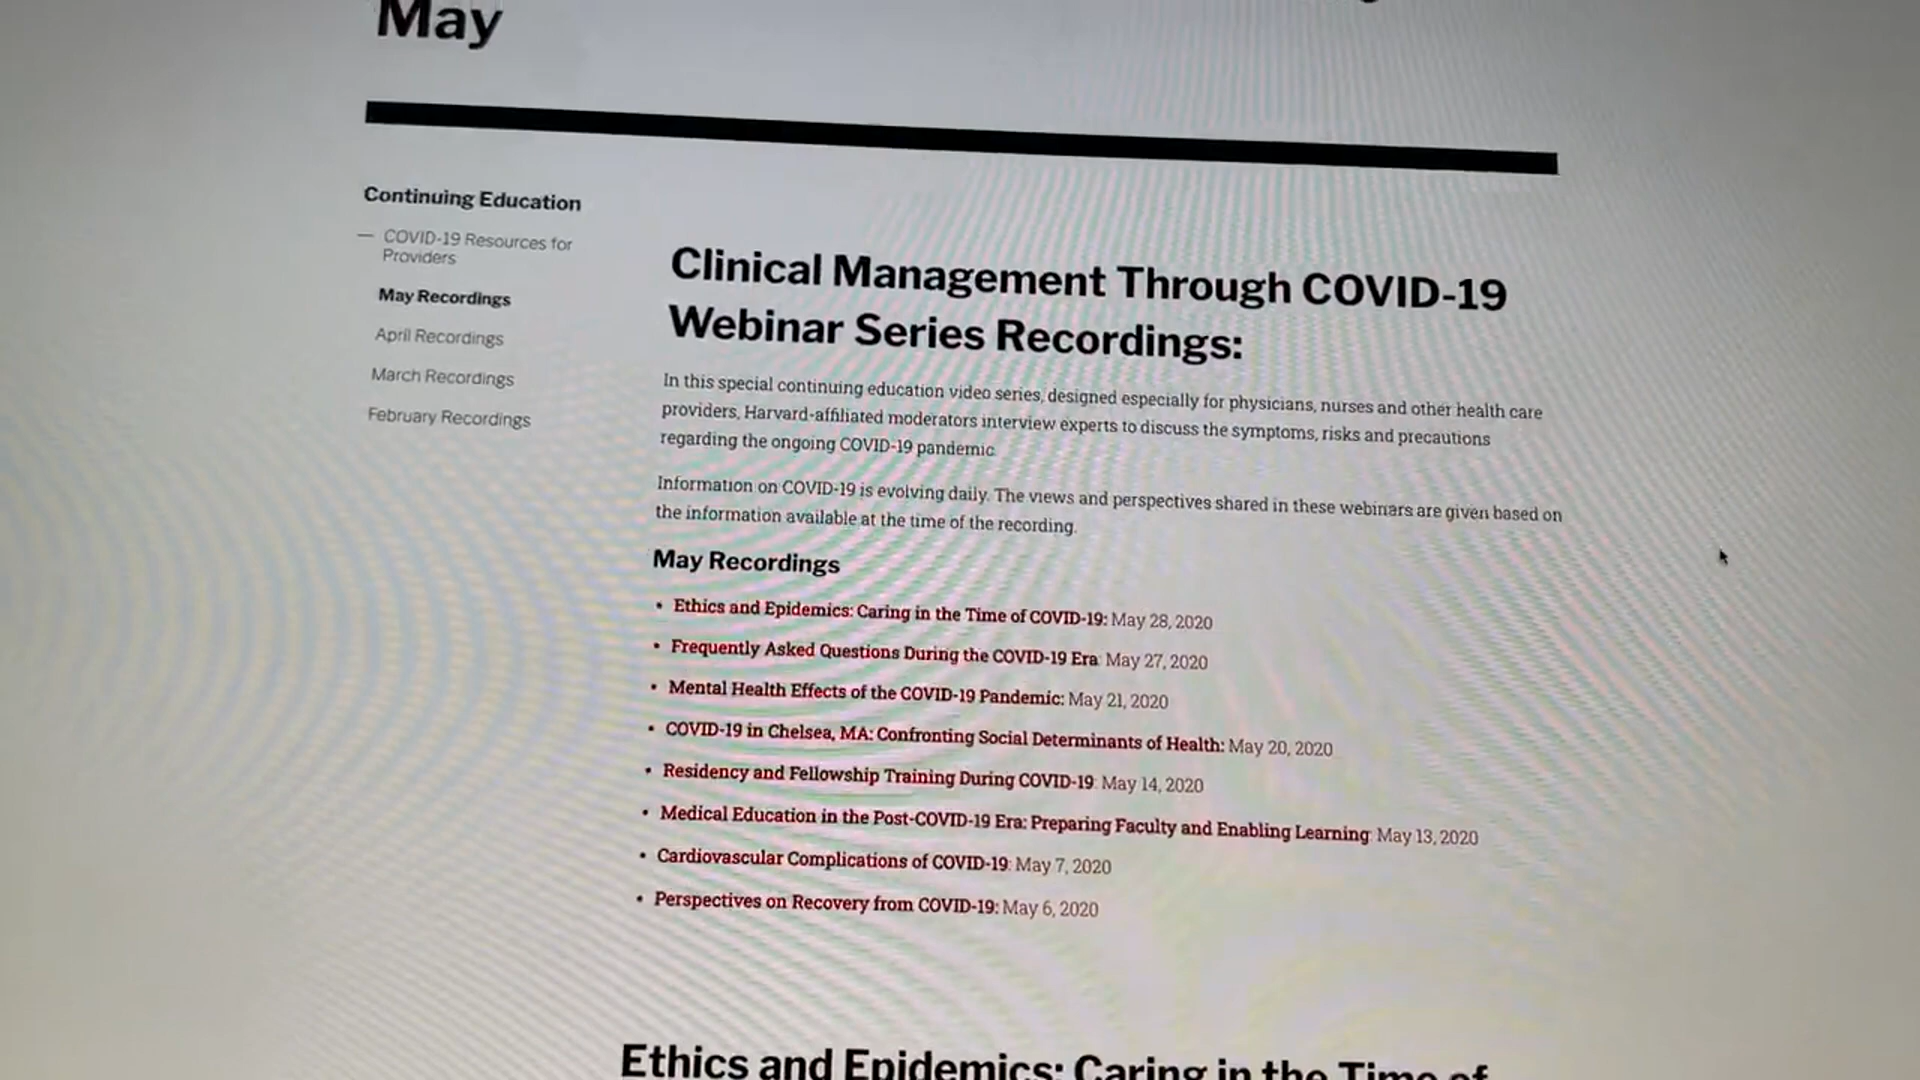 May
Continuing Education
— COVID-19 Resources for
Providers
May Recordings
April Recordings
March Recordings
February Recordings
Clinical Management Through COVID-19
Webinar Series Recordings:
In this special continuing education video series, designed especially for physicians, nurses and other health care
providers, Harvard-affiliated moderators interview experts to discuss the symptoms, risks and precautions
regarding the ongoing COVID-19 pandemic.
Information on COVID-19 is evolving daily. The views and perspectives shared in these webinars are given based on
the information available at the time of the recording.
May Recordings
• Ethics and Epidemics: Caring in the Time of COVID-19: May 28, 2020
• Frequently Asked Questions During the COVID-19 Era: May 27, 2020
• Mental Health Effects of the COVID-19 Pandemic: May 21, 2020
• COVID-19 in Chelsea, MA: Confronting Social Determinants of Health: May 20, 2020
• Residency and Fellowship Training During COVID-19: May 14, 2020
• Medical Education in the Post-COVID-19 Era: Preparing Faculty and Enabling Learning: May 13, 2020
• Cardiovascular Complications of COVID-19: May 7, 2020
• Perspectives on Recovery from COVID-19: May 6, 2020
Ethics and Epidemics: Caring in the Time of